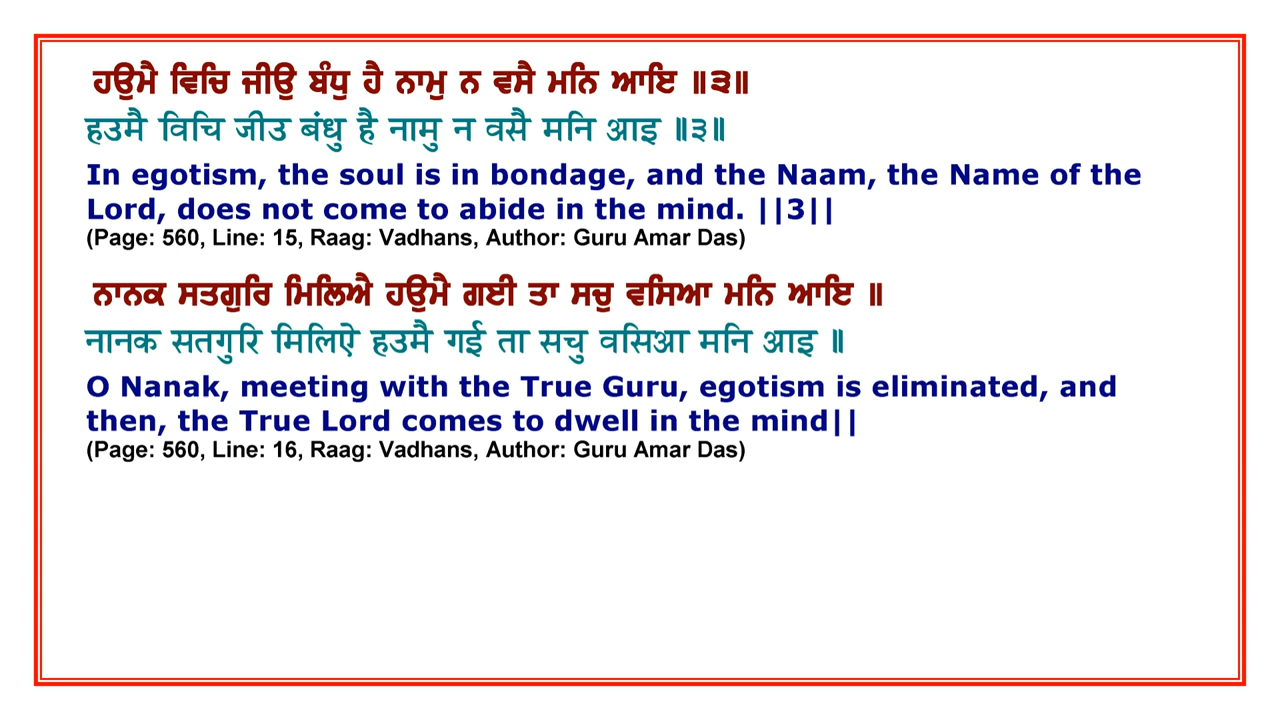 ਹਉਮੈ ਵਿਚਿ ਜੀਉ ਬੰਧੁ ਹੈ ਨਾਮੁ ਨ ਵਸੈ ਮਨਿ ਆਇ ॥੩॥
हउमै विचि जीउ बंधु है नामु न वसै मनि आइ ॥३॥
In egotism, the soul is in bondage, and the Naam, the Name of the
Lord, does not come to abide in the mind. ||3||
(Page: 560, Line: 15, Raag: Vadhans, Author: Guru Amar Das)
ਨਾਨਕ ਸਤਗੁਰਿ ਮਿਲਿਐ ਹਉਮੈ ਗਈ ਤਾ ਸਚੁ ਵਸਿਆ ਮਨਿ ਆਇ ॥
नानक सतगुरि मिलिऐ हउमै गई ता सचु वसिआ मनि आइ ॥
O Nanak, meeting with the True Guru, egotism is eliminated, and
then, the True Lord comes to dwell in the mind||
(Page: 560, Line: 16, Raag: Vadhans, Author: Guru Amar Das)